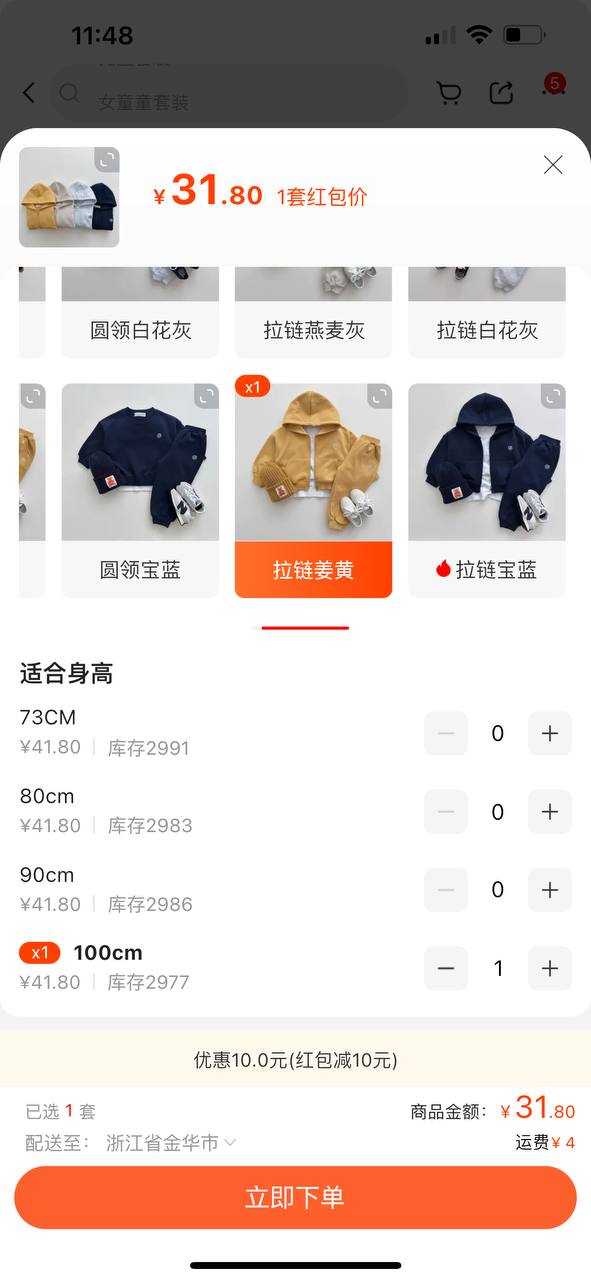 11:48
女童童套装
5
¥31.80 1套红包价
圆领白花灰
拉链燕麦灰
拉链白花灰
x1
圆领宝蓝
拉链姜黄
拉链宝蓝
适合身高
73CM
¥41.80 库存2991
0
80cm
¥41.80 库存2983
0
90cm
¥41.80 库存2986
0
x1 100cm
¥41.80 库存2977
1
优惠10.0元(红包减10元)
已选 1 套
商品金额: ¥31.80
配送至: 浙江省金华市
运费¥ 4
立即下单